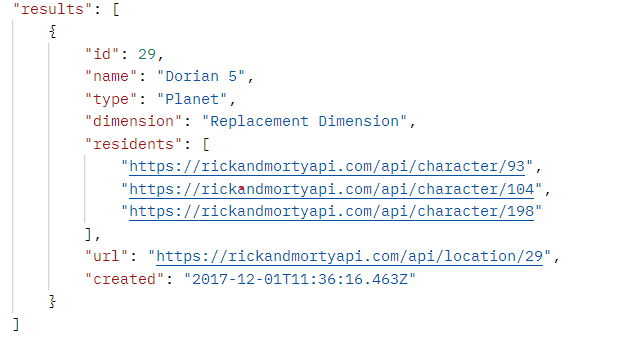 "results": [
{
"id": 29,
"name": "Dorian 5",
"type": "Planet",
"dimension": "Replacement Dimension",
"residents": [
"https://rickandmortyapi.com/api/character/93",
"https://rickandmortyapi.com/api/character/104",
"https://rickandmortyapi.com/api/character/198"
],
"url": "https://rickandmortyapi.com/api/location/29",
"created": "2017-12-01T11:36:16.463Z"
}
]